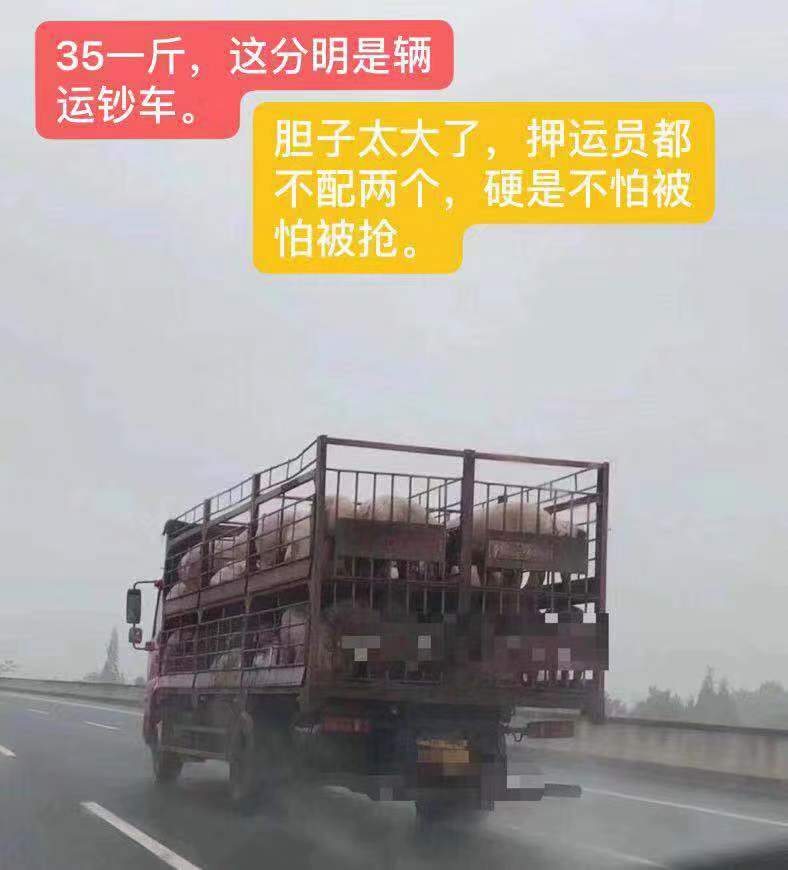 35一斤，这分明是辆
运钞车。
胆子太大了，押运员都
不配两个，硬是不怕被
怕被抢。